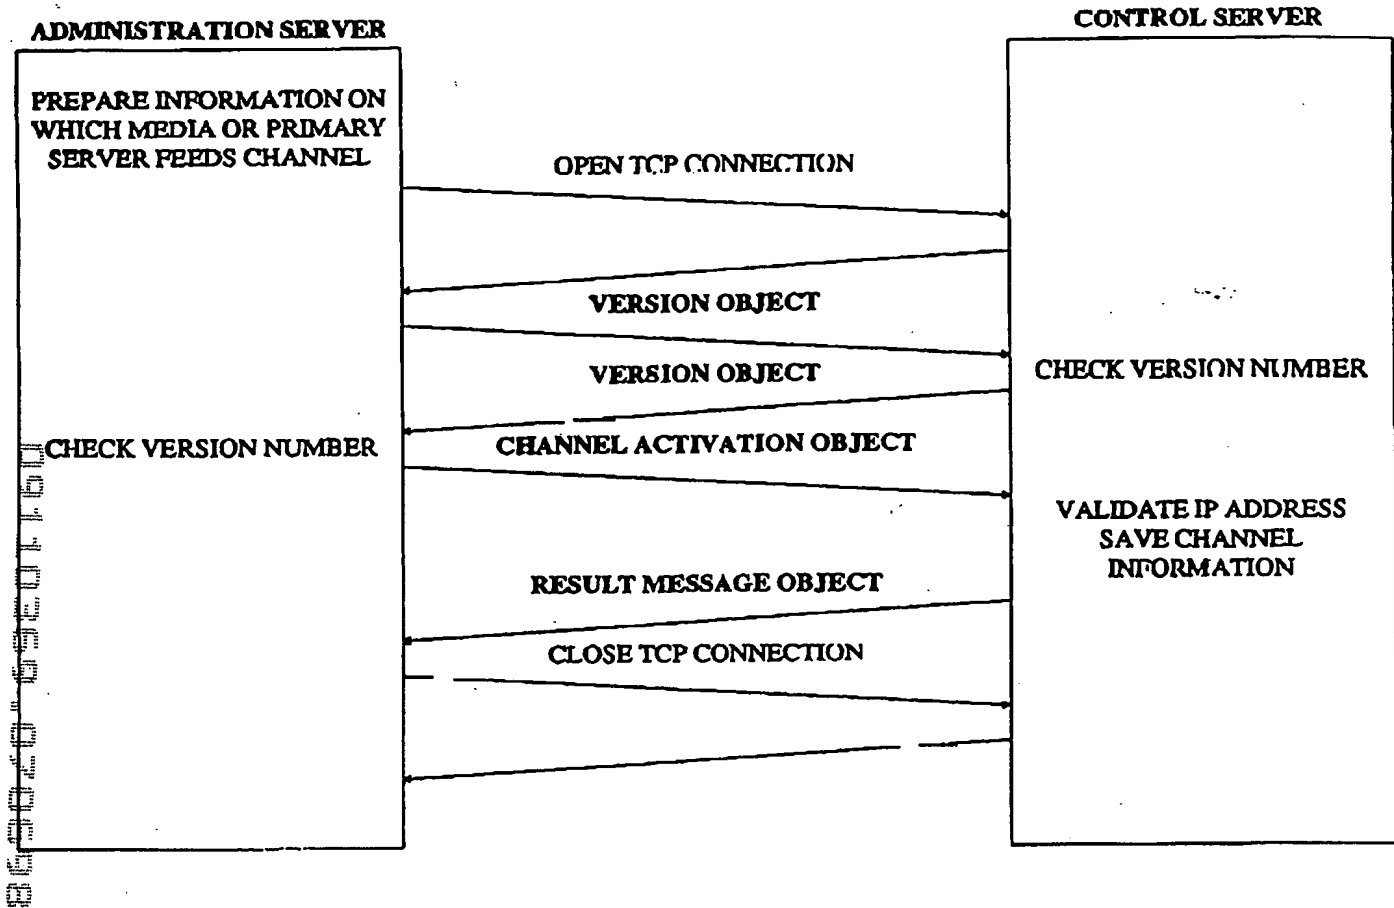 ADMINISTRATION SERVER
CONTROL SERVER
PREPARE INFORMATION ON
WHICH MEDIA OR PRIMARY
SERVER FEEDS CHANNEL
OPEN TCP CONNECTION
VERSION OBJECT
VERSION OBJECT
CHECK VERSION NUMBER
CHECK VERSION NUMBER
CHANNEL ACTIVATION OBJECT
VALIDATE IP ADDRESS
SAVE CHANNEL
INFORMATION
RESULT MESSAGE OBJECT
CLOSE TCP CONNECTION